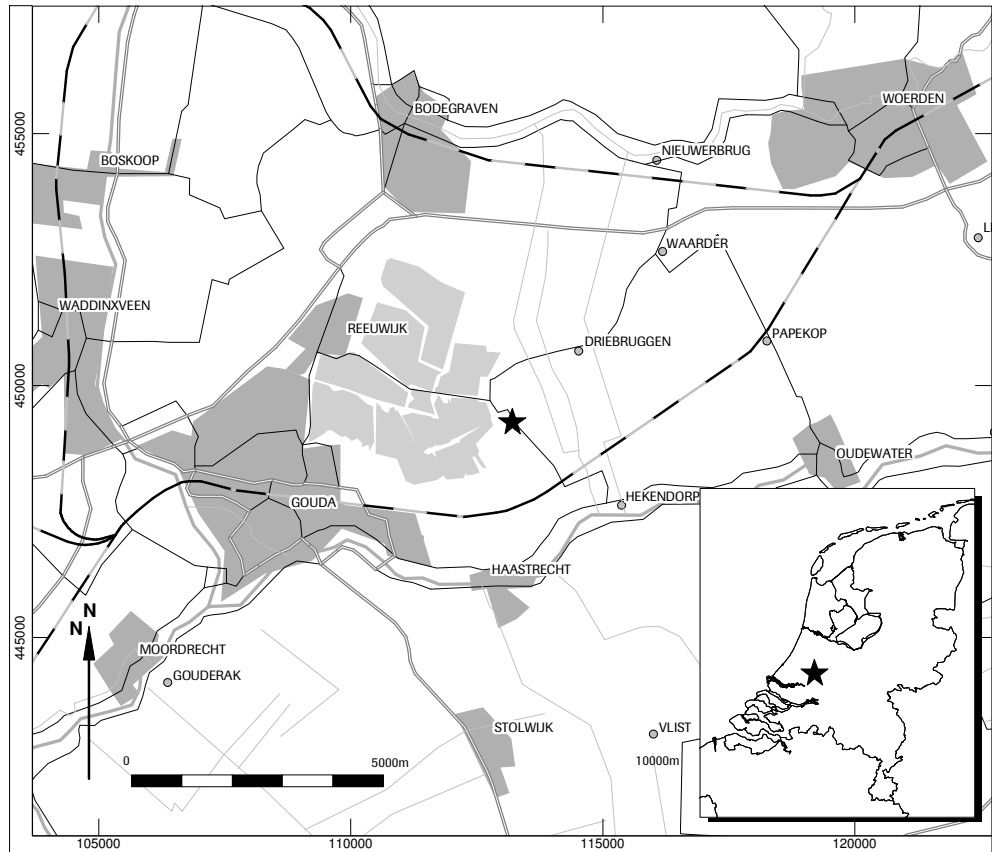 BODEGRAVEN
WOERDEN
455000
BOSKOOP
NIEUWERBRUG
WAARDER
WADDINXVEEN
REEUWIJK
DRIEBRUGGEN
PAPEKOP
450000
OUDEWATER
GOUDA
HEKENDORP
HAASTRECHT
N
N
445000
MOORDRECHT
GOUDERAK
STOLWIJK
VLIST
0
5000m
10000m
105000
110000
115000
120000